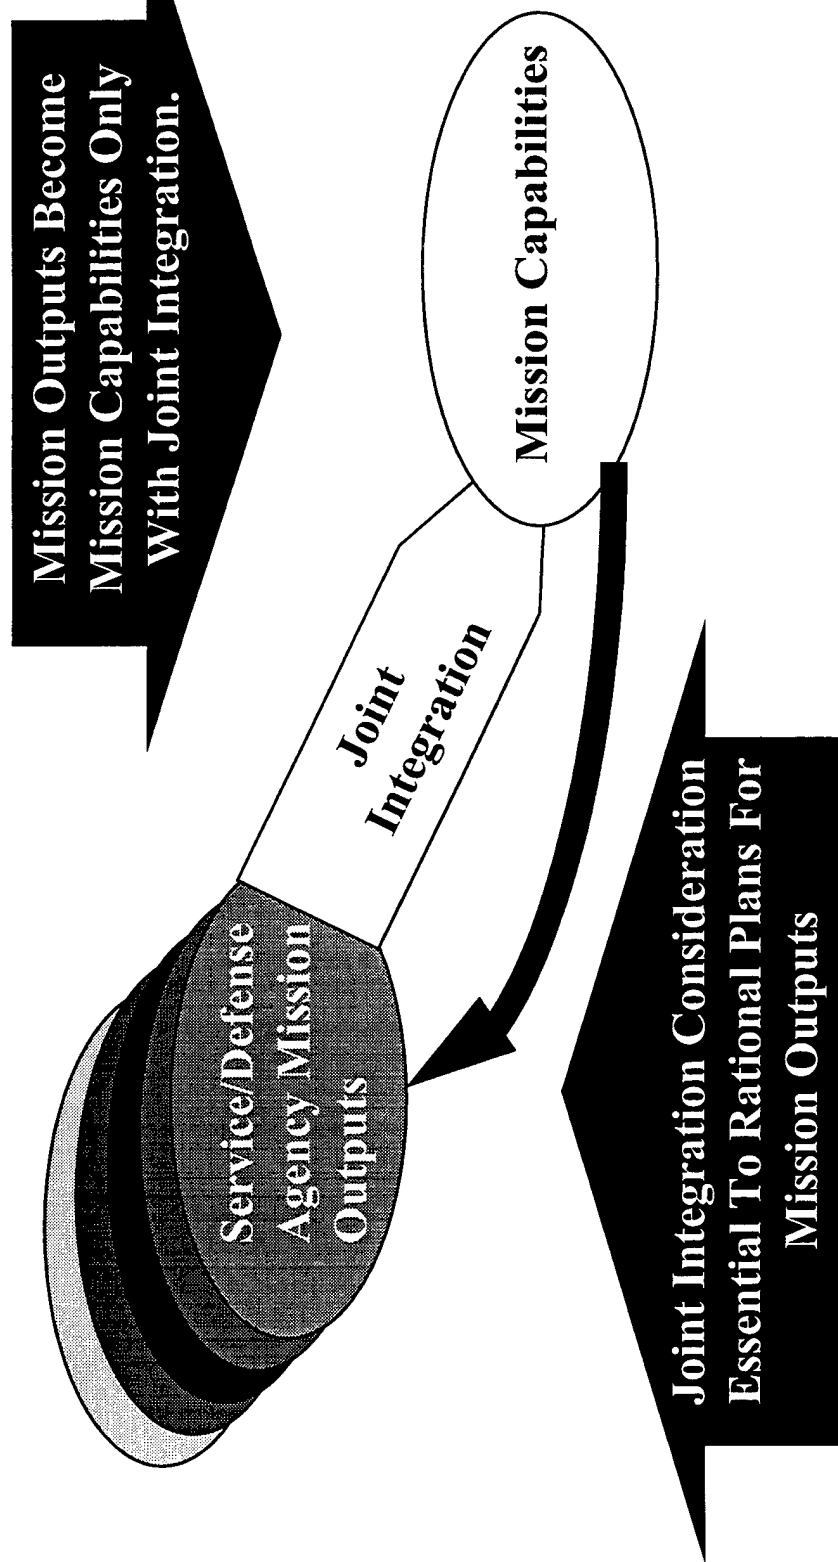 Mission Outputs Become
Mission Capabilities Only
With Joint Integration.
Service/Defense
Agency Mission
Outputs
Joint
Integration
Mission Capabilities
Joint Integration Consideration
Essential To Rational Plans For
Mission Outputs